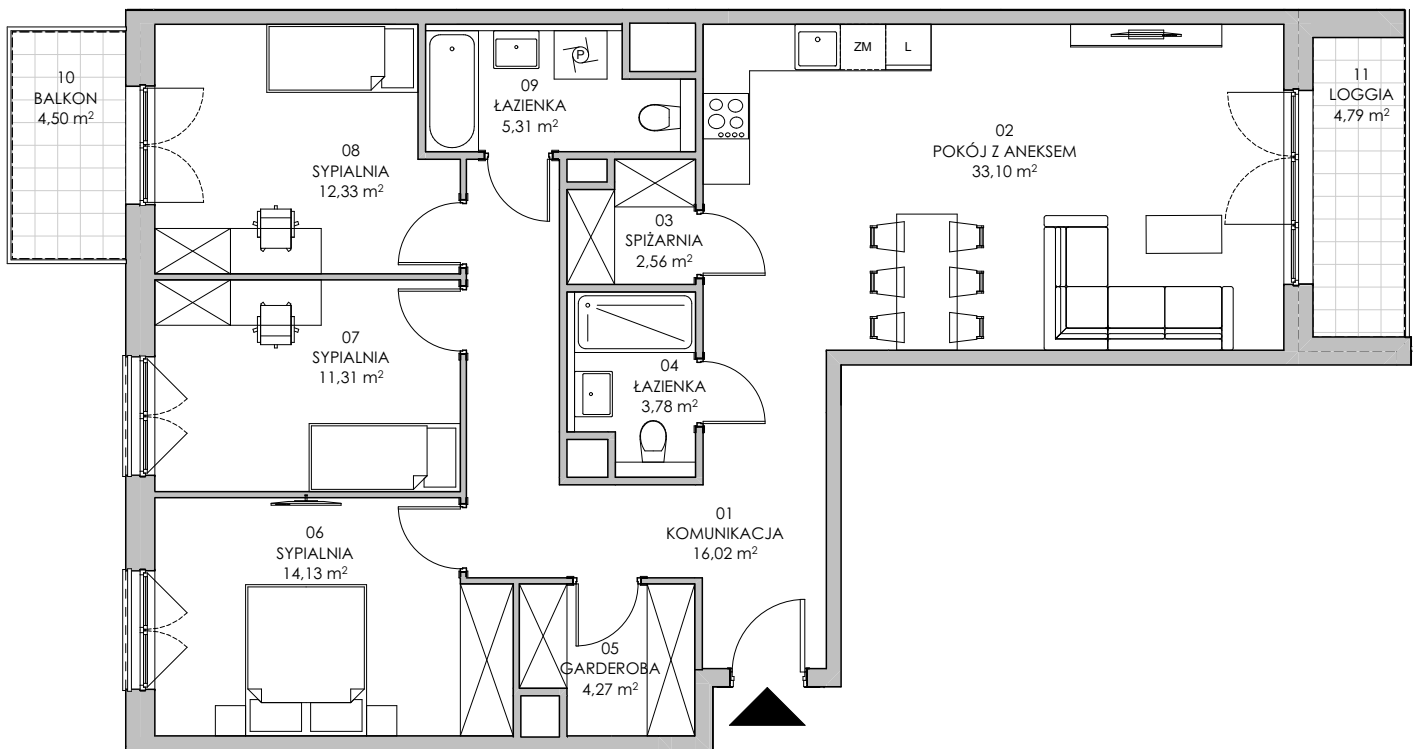 10
BALKON
4,50 m²
08
SYPIALNIA
12,33 m²
09
ŁAZIENKA
5,31 m²
P
ZM
L
02
POKÓJ Z ANEKSEM
33,10 m²
11
LOGGIA
4,79 m²
03
SPIŻARNIA
2,56 m²
07
SYPIALNIA
11,31 m²
04
ŁAZIENKA
3,78 m²
06
SYPIALNIA
14,13 m²
01
KOMUNIKACJA
16,02 m²
05
GARDEROBA
4,27 m²